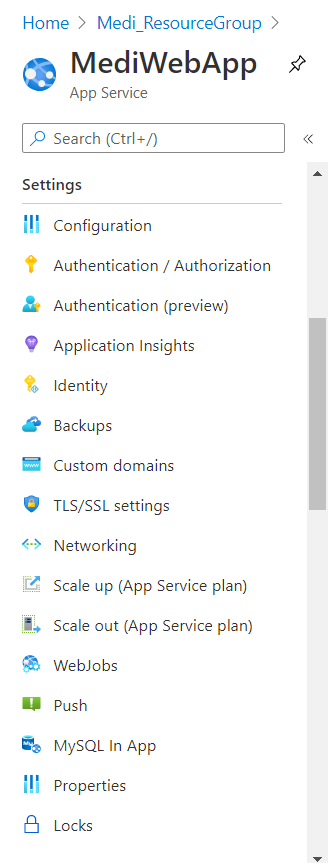 Home > Medi_ResourceGroup >
MediWebApp
App Service
Search (Ctrl+/)
Settings
Configuration
Authentication / Authorization
Authentication (preview)
Application Insights
Identity
Backups
Custom domains
TLS/SSL settings
Networking
Scale up (App Service plan)
Scale out (App Service plan)
WebJobs
Push
MySQL In App
Properties
Locks